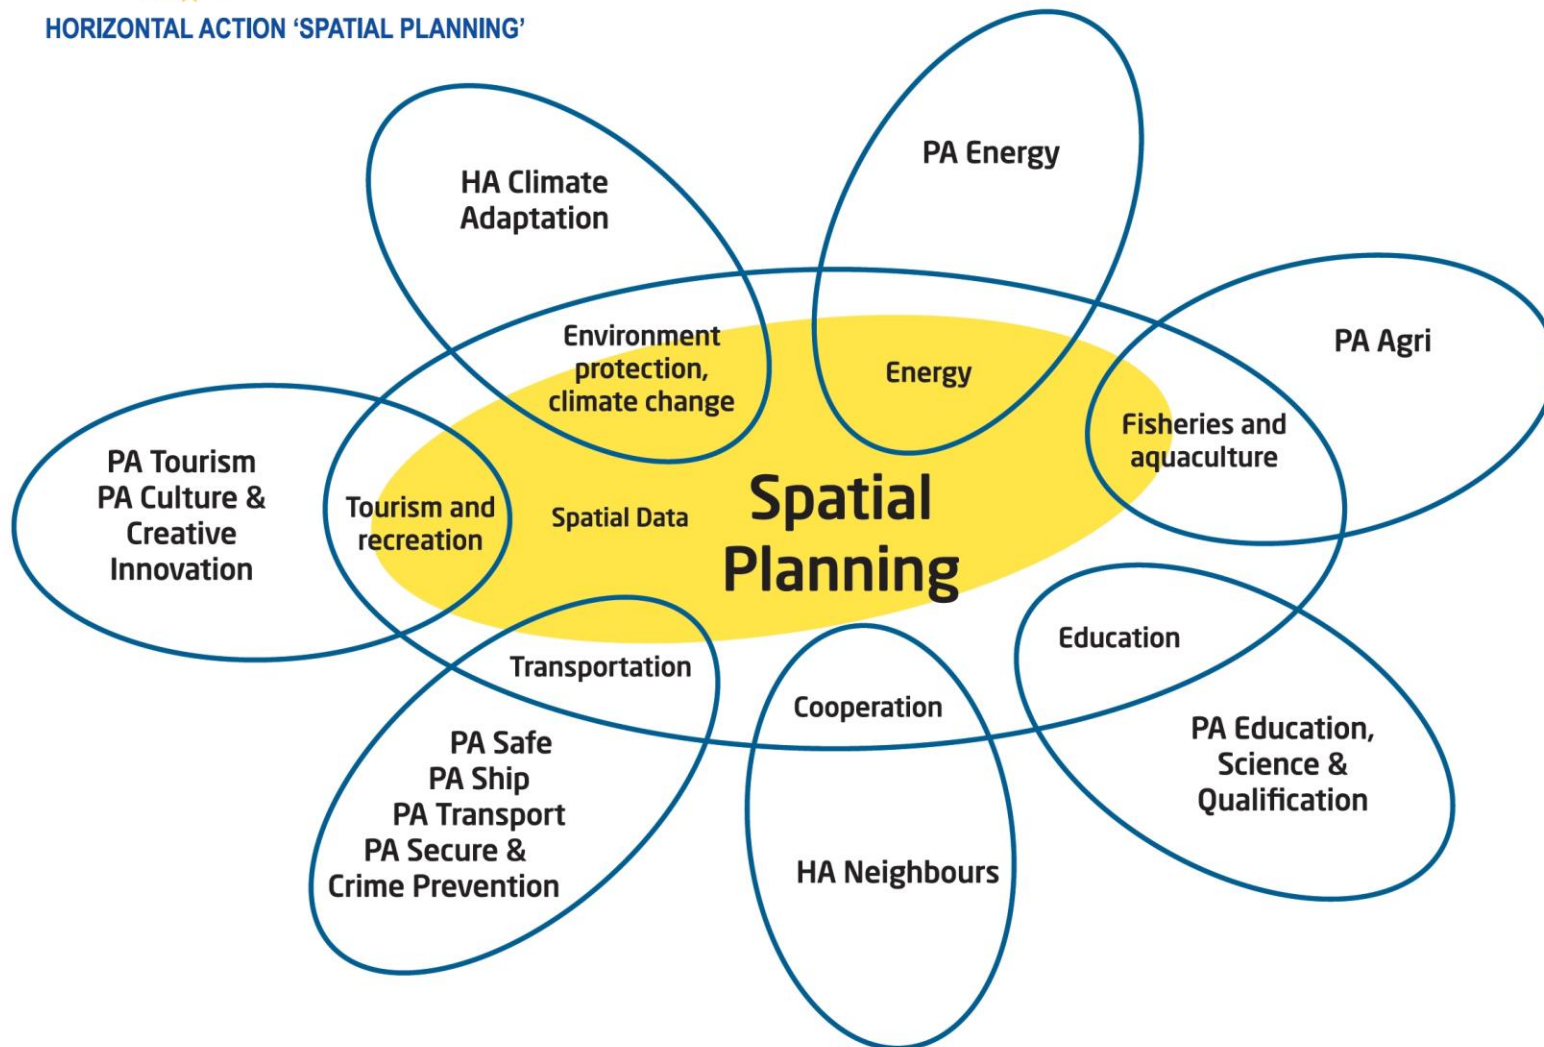 HORIZONTAL ACTION ‘SPATIAL PLANNING’
HA Climate
Adaptation
PA Energy
PA Agri
Environment
protection,
climate change
Energy
Fisheries and
aquaculture
PA Tourism
PA Culture &
Creative
Innovation
Tourism and
recreation
Spatial Data
Spatial
Planning
Transportation
Cooperation
Education
PA Safe
PA Ship
PA Transport
PA Secure &
Crime Prevention
HA Neighbours
PA Education,
Science &
Qualification